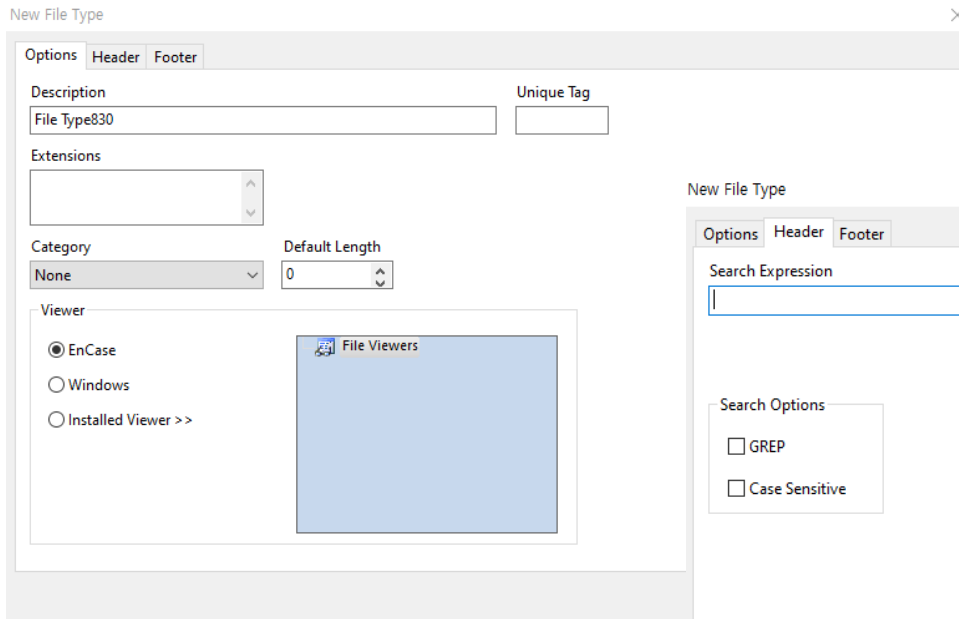 New File Type
Options Header Footer
Description
Unique Tag
File Type830
Extensions
Category
Default Length
None
0
Viewer
EnCase
Windows
Installed Viewer >>
File Viewers
New File Type
Options Header Footer
Search Expression
Search Options
GREP
Case Sensitive